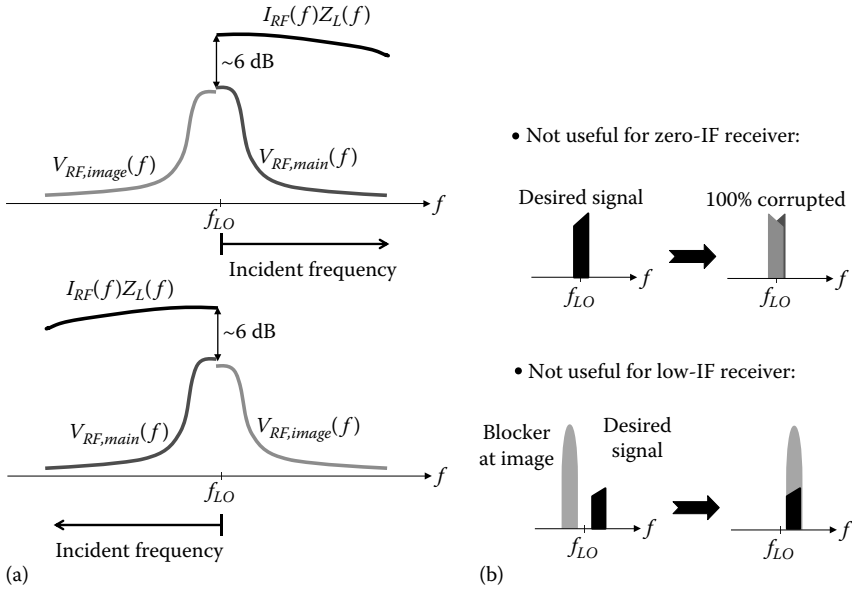 I_RF(f)Z_L(f)
~6 dB
V_RF,image(f)
V_RF,main(f)
f
f_LO
Incident frequency
I_RF(f)Z_L(f)
~6 dB
V_RF,main(f)
V_RF,image(f)
f
f_LO
Incident frequency
(a)
• Not useful for zero-IF receiver:
Desired signal
100% corrupted
f
f
f_LO
f_LO
• Not useful for low-IF receiver:
Blocker
at image
Desired
signal
f
f
f_LO
f_LO
(b)